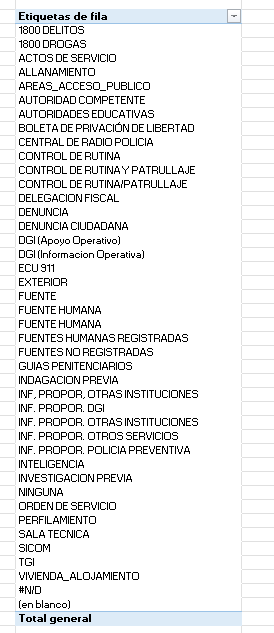 Etiquetas de fila
1800 DELITOS
1800 DROGAS
ACTOS DE SERVICIO
ALLANAMIENTO
AREAS_ACCESO_PUBLICO
AUTORIDAD COMPETENTE
AUTORIDADES EDUCATIVAS
BOLETA DE PRIVACIÓN DE LIBERTAD
CENTRAL DE RADIO POLICIA
CONTROL DE RUTINA
CONTROL DE RUTINA Y PATRULLAJE
CONTROL DE RUTINA/PATRULLAJE
DELEGACION FISCAL
DENUNCIA
DENUNCIA CIUDADANA
DGI (Apoyo Operativo)
DGI (Informacion Operativa)
ECU 911
EXTERIOR
FUENTE
FUENTE HUMANA
FUENTE HUMANA
FUENTES HUMANAS REGISTRADAS
FUENTES NO REGISTRADAS
GUIAS PENITENCIARIOS
INDAGACION PREVIA
INF, PROPOR, OTRAS INSTITUCIONES
INF. PROPOR. DGI
INF. PROPOR. OTRAS INSTITUCIONES
INF. PROPOR. OTROS SERVICIOS
INF. PROPOR. POLICIA PREVENTIVA
INTELIGENCIA
INVESTIGACION PREVIA
NINGUNA
ORDEN DE SERVICIO
PERFILAMIENTO
SALA TECNICA
SICOM
TGI
VIVIENDA_ALOJAMIENTO
#N/D
(en blanco)
Total general